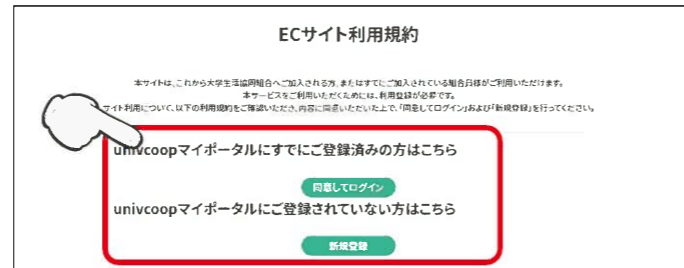 ECサイト利用規約
本サイトは、これから大学生活協同組合へご加入される方、またはすでにご加入されている組合員様がご利用いただけます。
本サービスをご利用いただくためには、利用登録が必要です。
サイト利用について、以下の利用規約をご確認いただき、内容に同意いただいた上で、「同意してログイン」および「新規登録」を行ってください。
univcoopマイポータルにすでにご登録済みの方はこちら
同意してログイン
univcoopマイポータルにご登録されていない方はこちら
新規登録